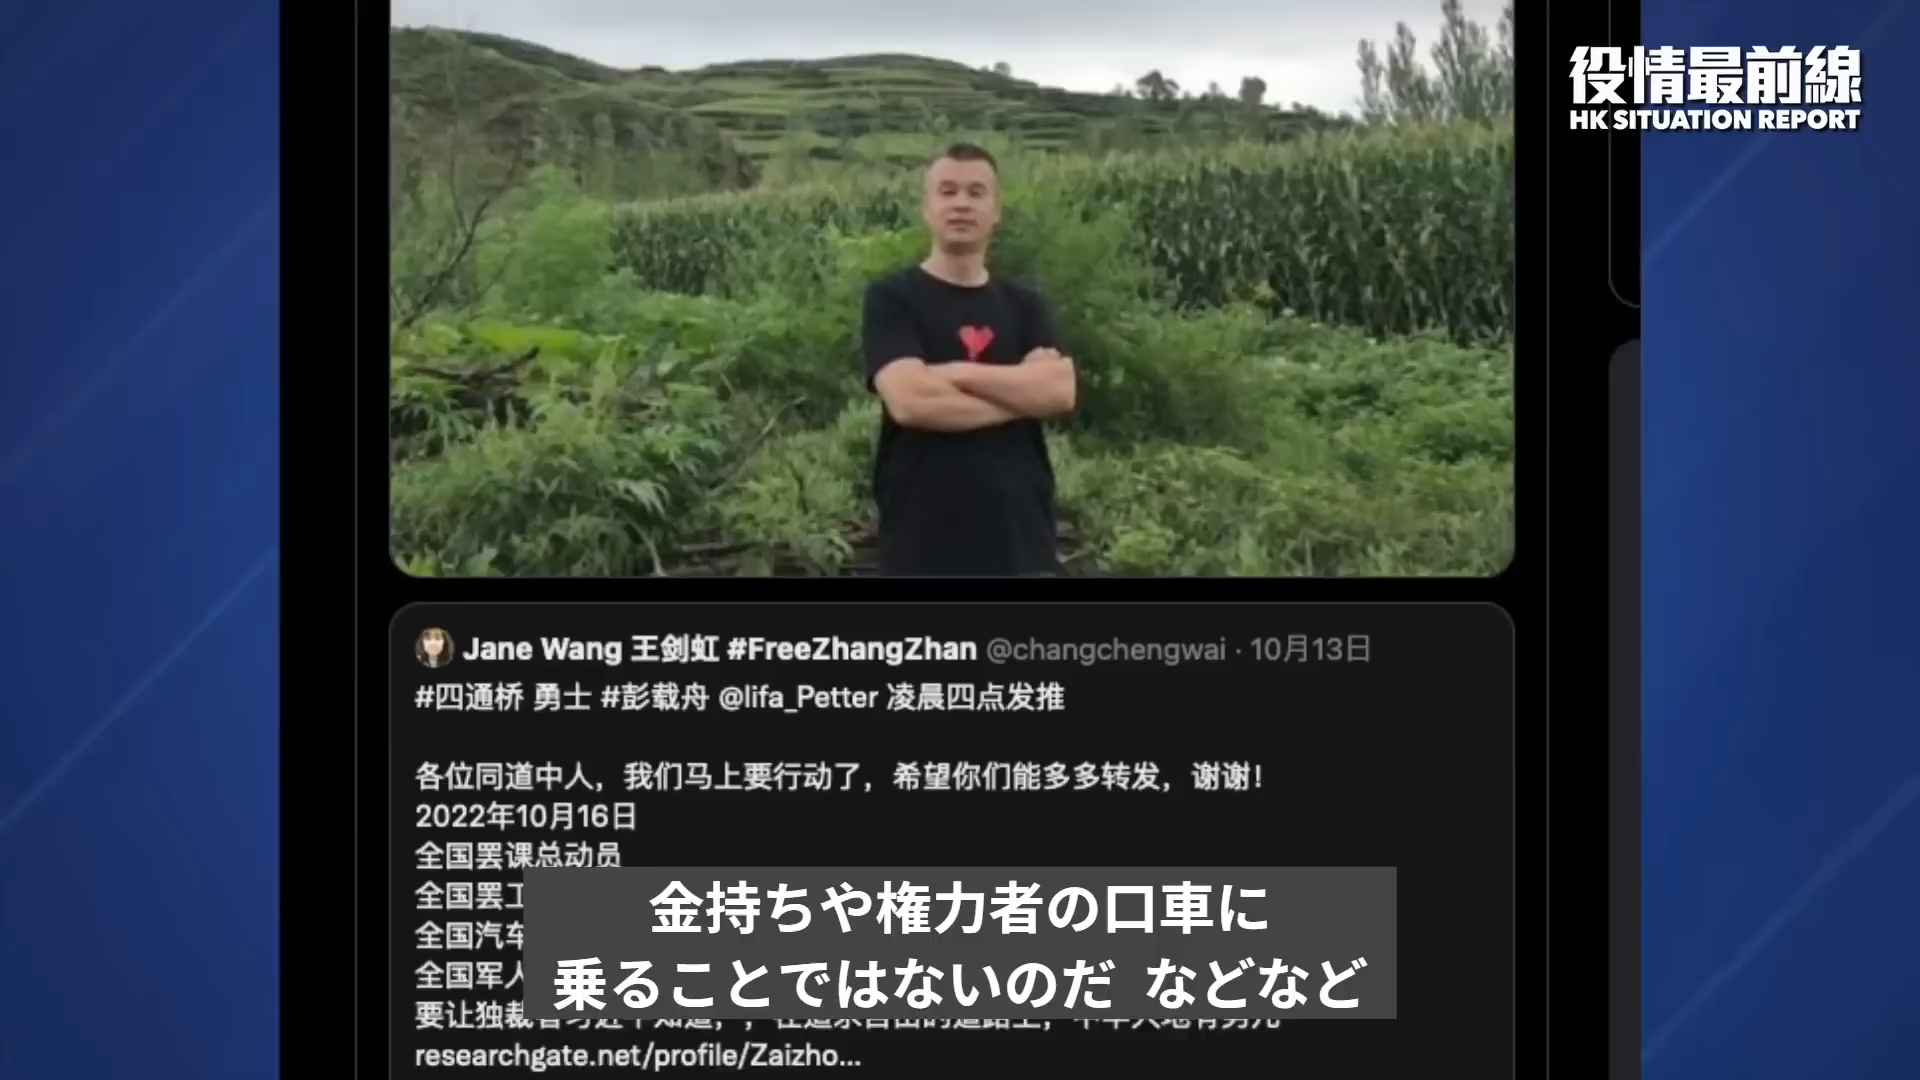 役情最前線
HK SITUATION REPORT
Jane Wang 王剑虹 #FreeZhangZhan @changchengwai · 10月13日
#四通桥 勇士 #彭载舟 @lifa_Petter 凌晨四点发推
各位同道中人，我们马上要行动了，希望你们能多多转发，谢谢！
2022年10月16日
全国罢课总动员
全国罢工
全国汽车
全国军人
要让独裁
金持ちや権力者の口車に
乗ることではないのだ などなど
researchgate.net/profile/Zaizho...